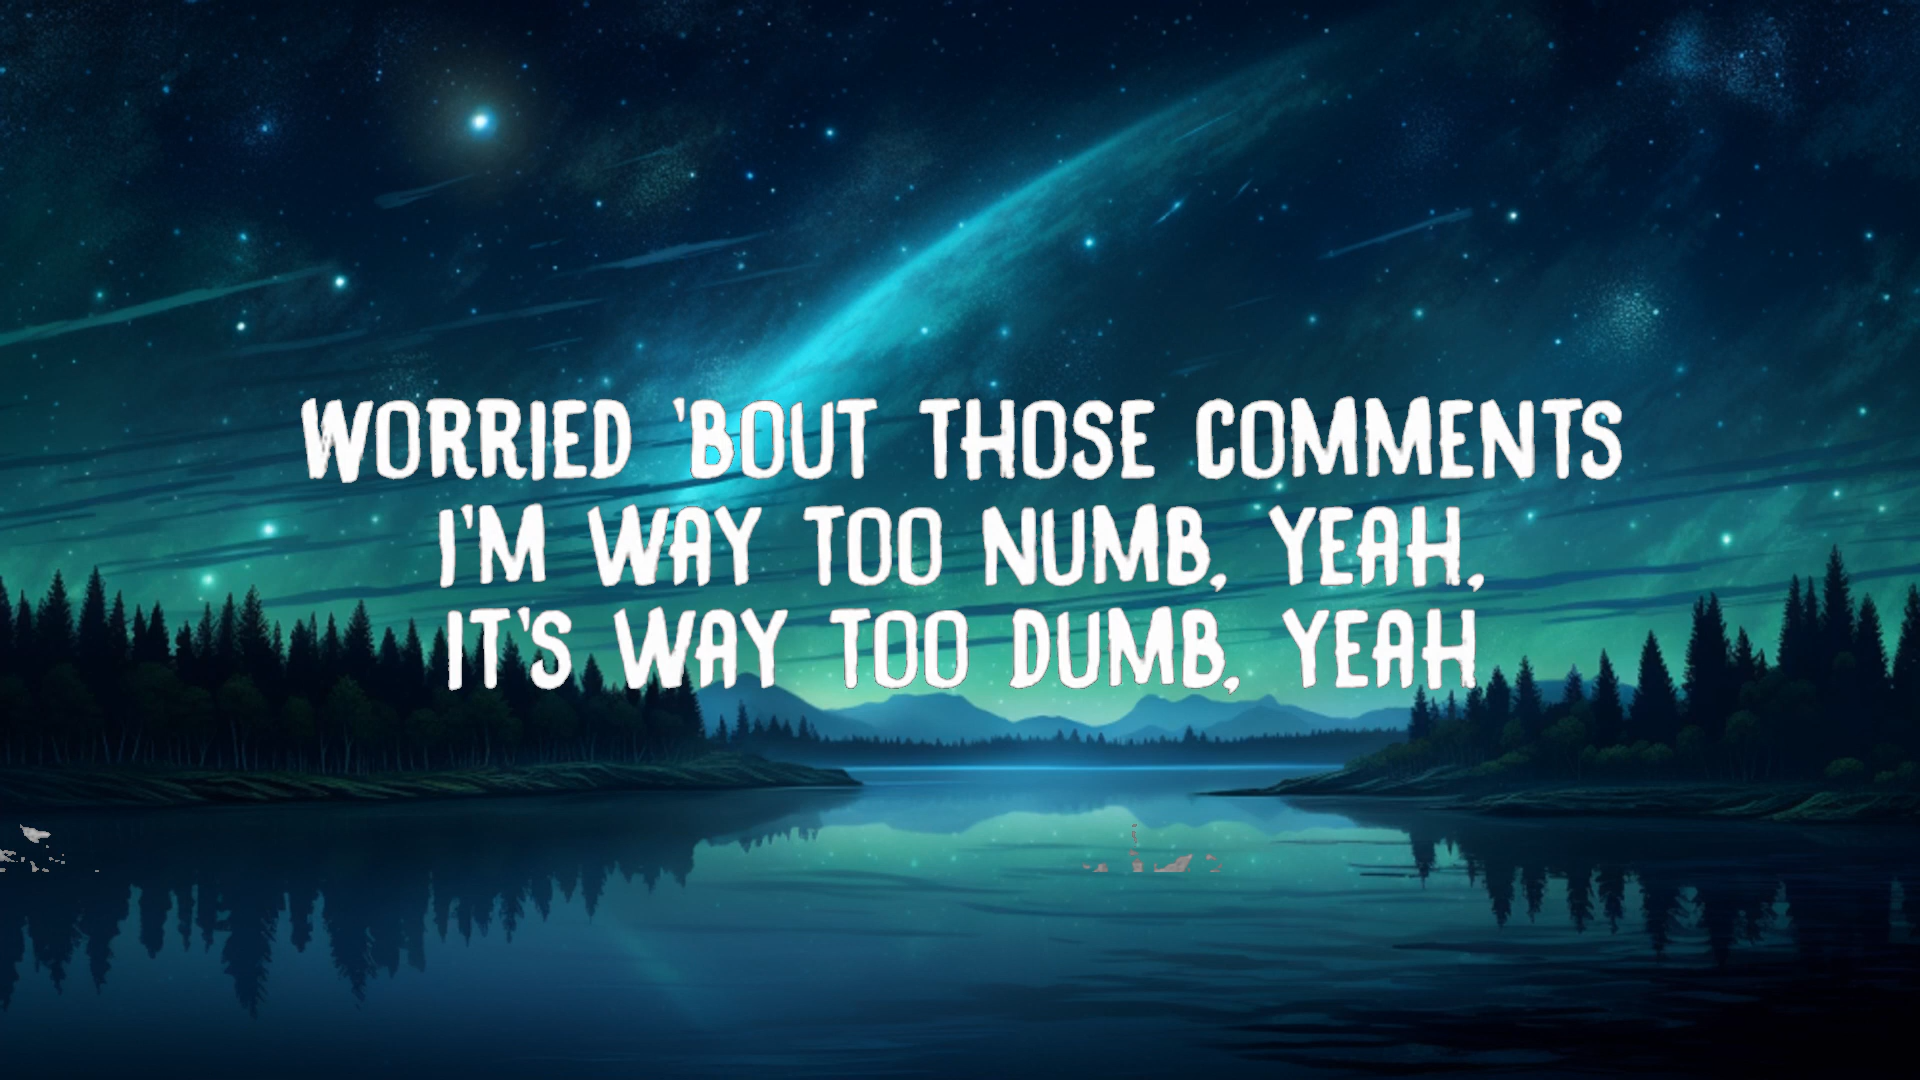 WORRIED 'BOUT THOSE COMMENTS
I'M WAY TOO NUMB, YEAH,
IT'S WAY TOO DUMB, YEAH